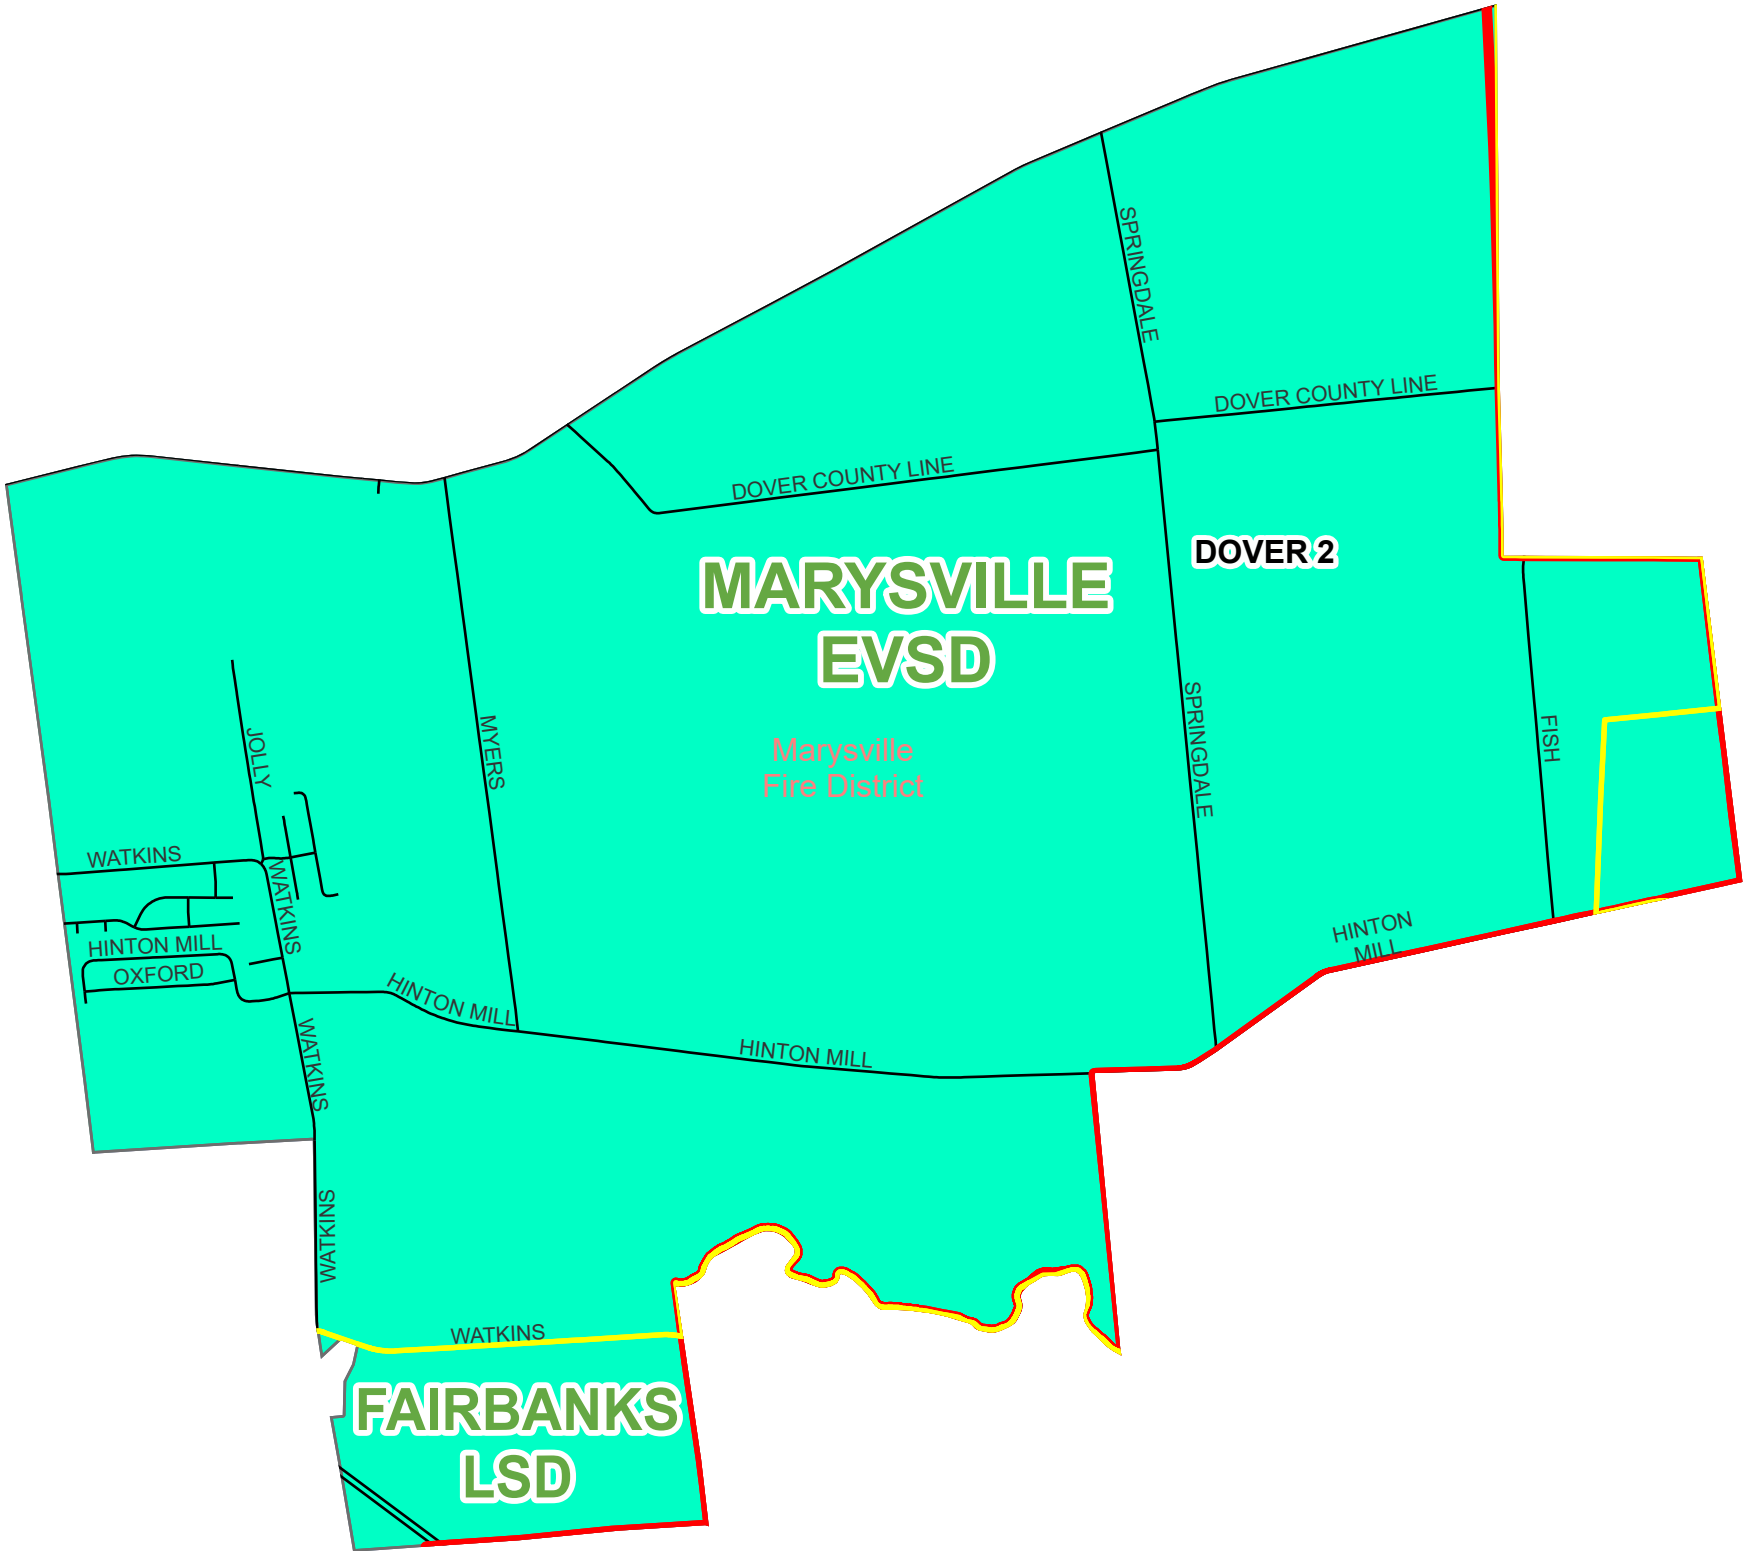 SPRINGDALE
DOVER COUNTY LINE
DOVER COUNTY LINE
DOVER 2
MARYSVILLE
EVSD
Marysville
Fire District
MYERS
JOLLY
SPRINGDALE
FISH
WATKINS
WATKINS
HINTON MILL
OXFORD
HINTON
MILL
HINTON MILL
HINTON MILL
WATKINS
WATKINS
WATKINS
FAIRBANKS
LSD